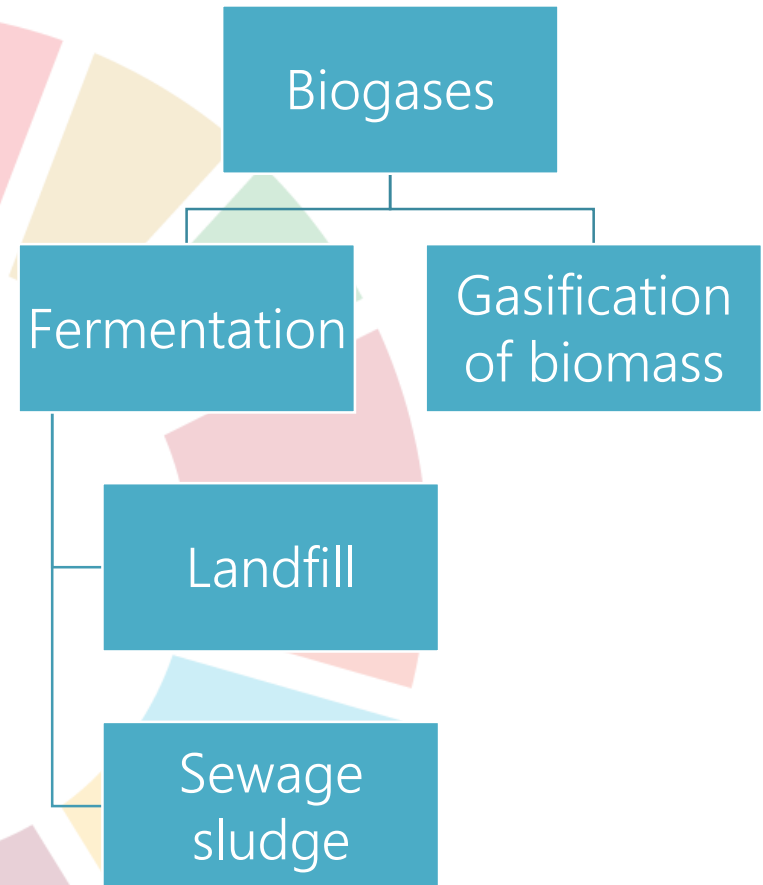 Biogases
Fermentation
Gasification
of biomass
Landfill
Sewage
sludge